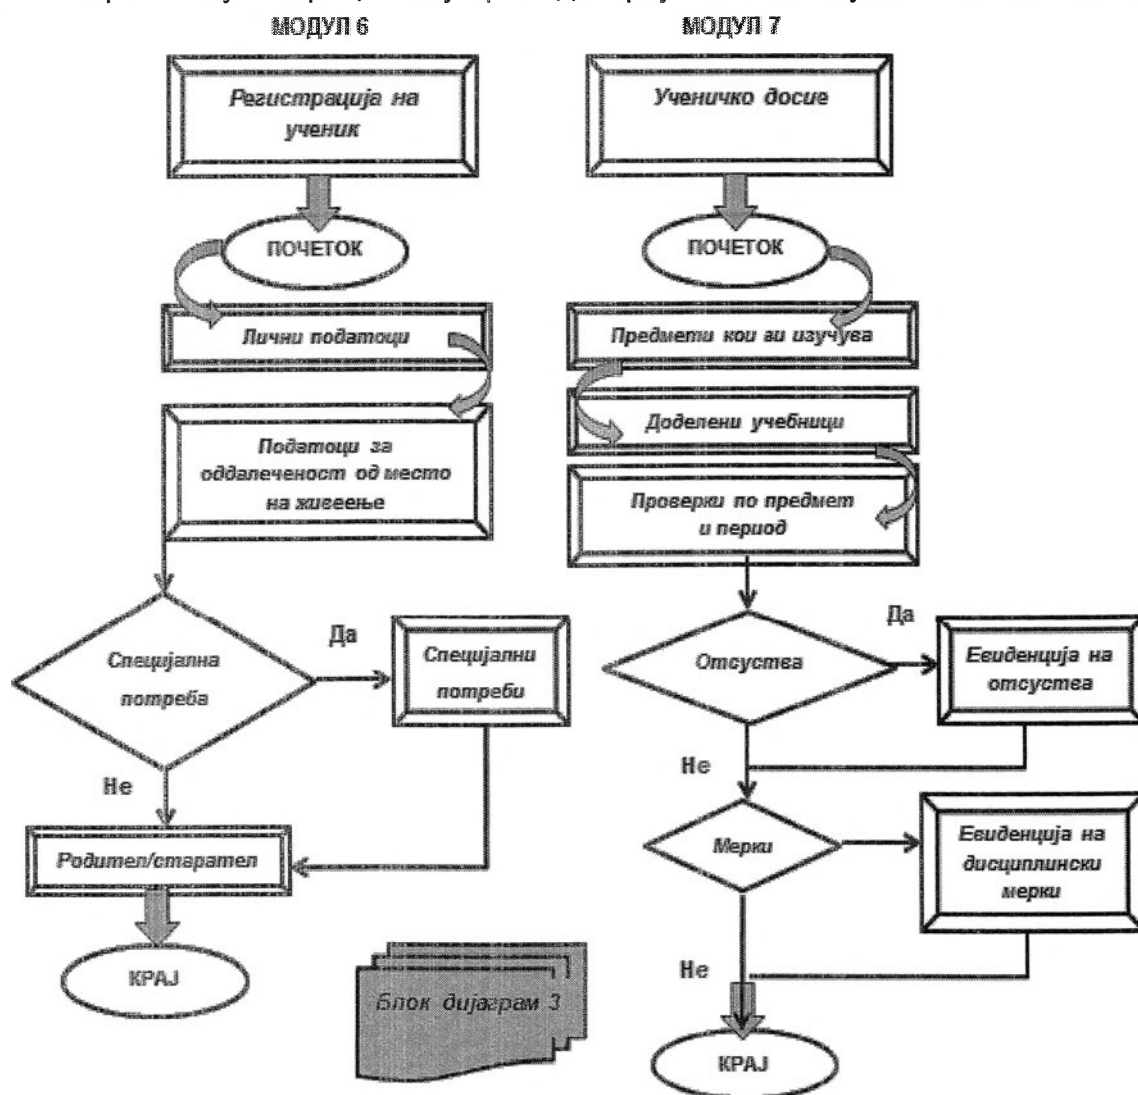 МОДУЛ 6
Регистрација на
ученик
ПОЧЕТОК
Лични податоци
Податоци за
оддалеченост од место
на живеење
Специјална
потреба
Да
Специјални
потреби
Не
Родител/старател
КРАЈ
Блок дијаграм 3
МОДУЛ 7
Ученичко досие
ПОЧЕТОК
Предмети кои ги изучува
Доделени учебници
Проверки по предмет
и период
Отсуства
Да
Евиденција на
отсуства
Не
Мерки
Евиденција на
дисциплински
мерки
Не
КРАЈ